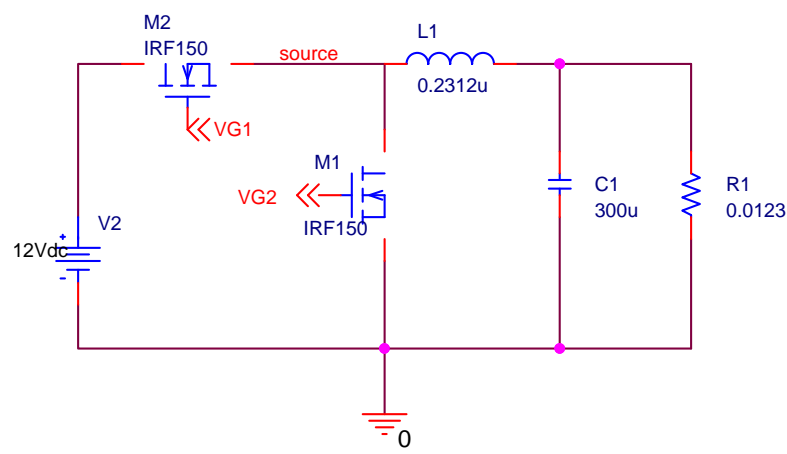 M2
IRF150
source
L1
0.2312u
VG1
M1
VG2
IRF150
C1
300u
R1
0.0123
V2
12Vdc
+
-
0